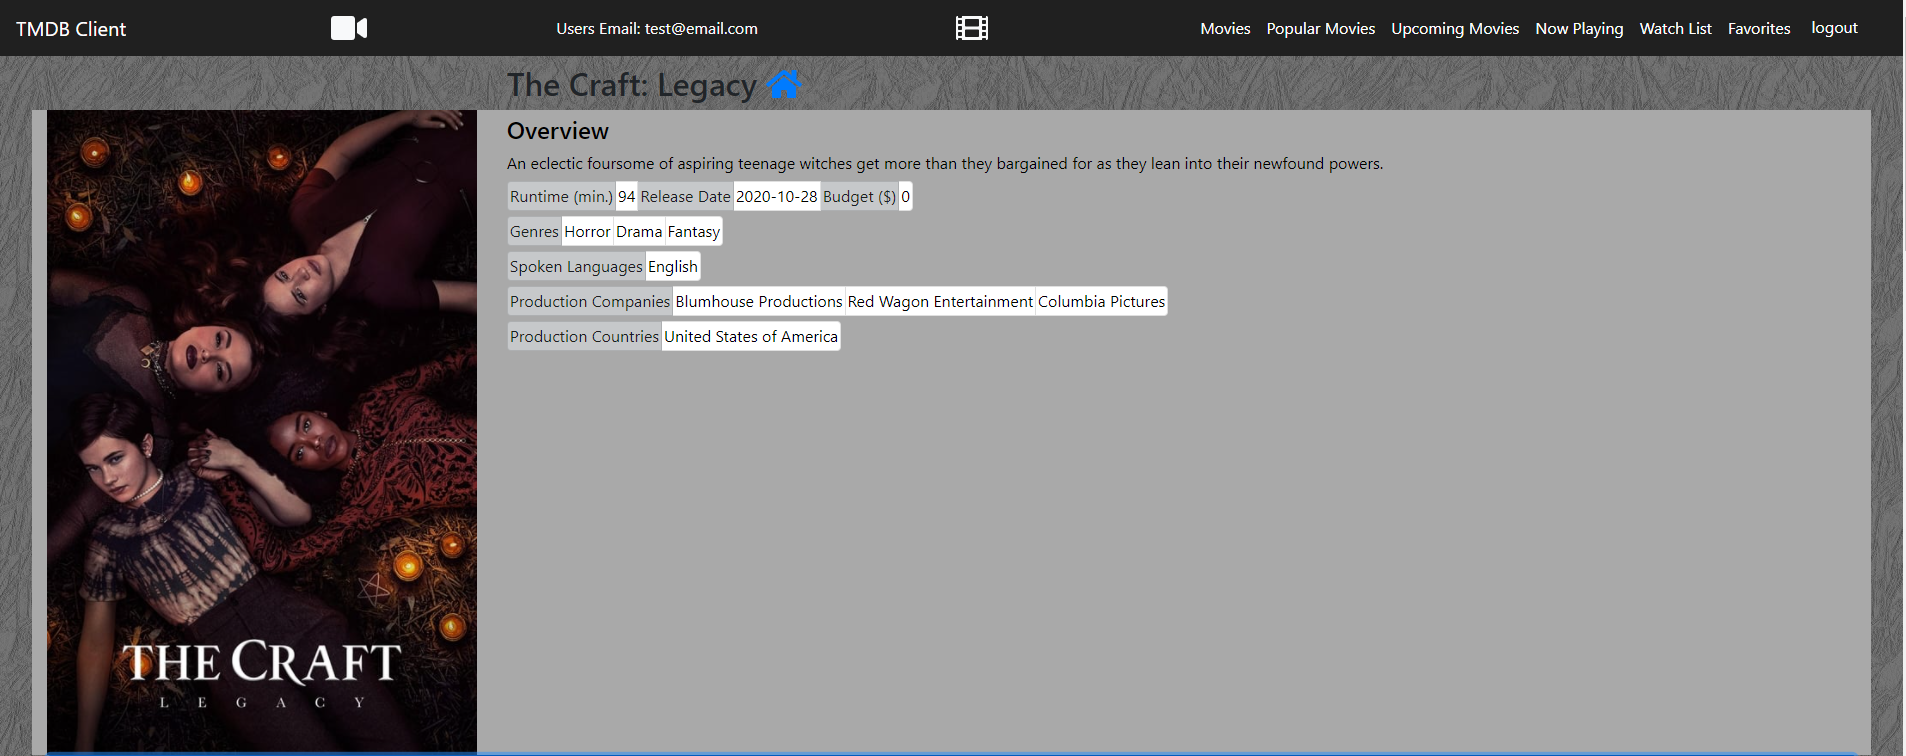 TMDB Client Users Email: test@email.com Movies Popular Movies Upcoming Movies Now Playing Watch List Favorites logout
The Craft: Legacy
Overview
An eclectic foursome of aspiring teenage witches get more than they bargained for as they lean into their newfound powers.
Runtime (min.) 94 Release Date 2020-10-28 Budget ($) 0
Genres Horror Drama Fantasy
Spoken Languages English
Production Companies Blumhouse Productions Red Wagon Entertainment Columbia Pictures
Production Countries United States of America
THE CRAFT
LEGACY